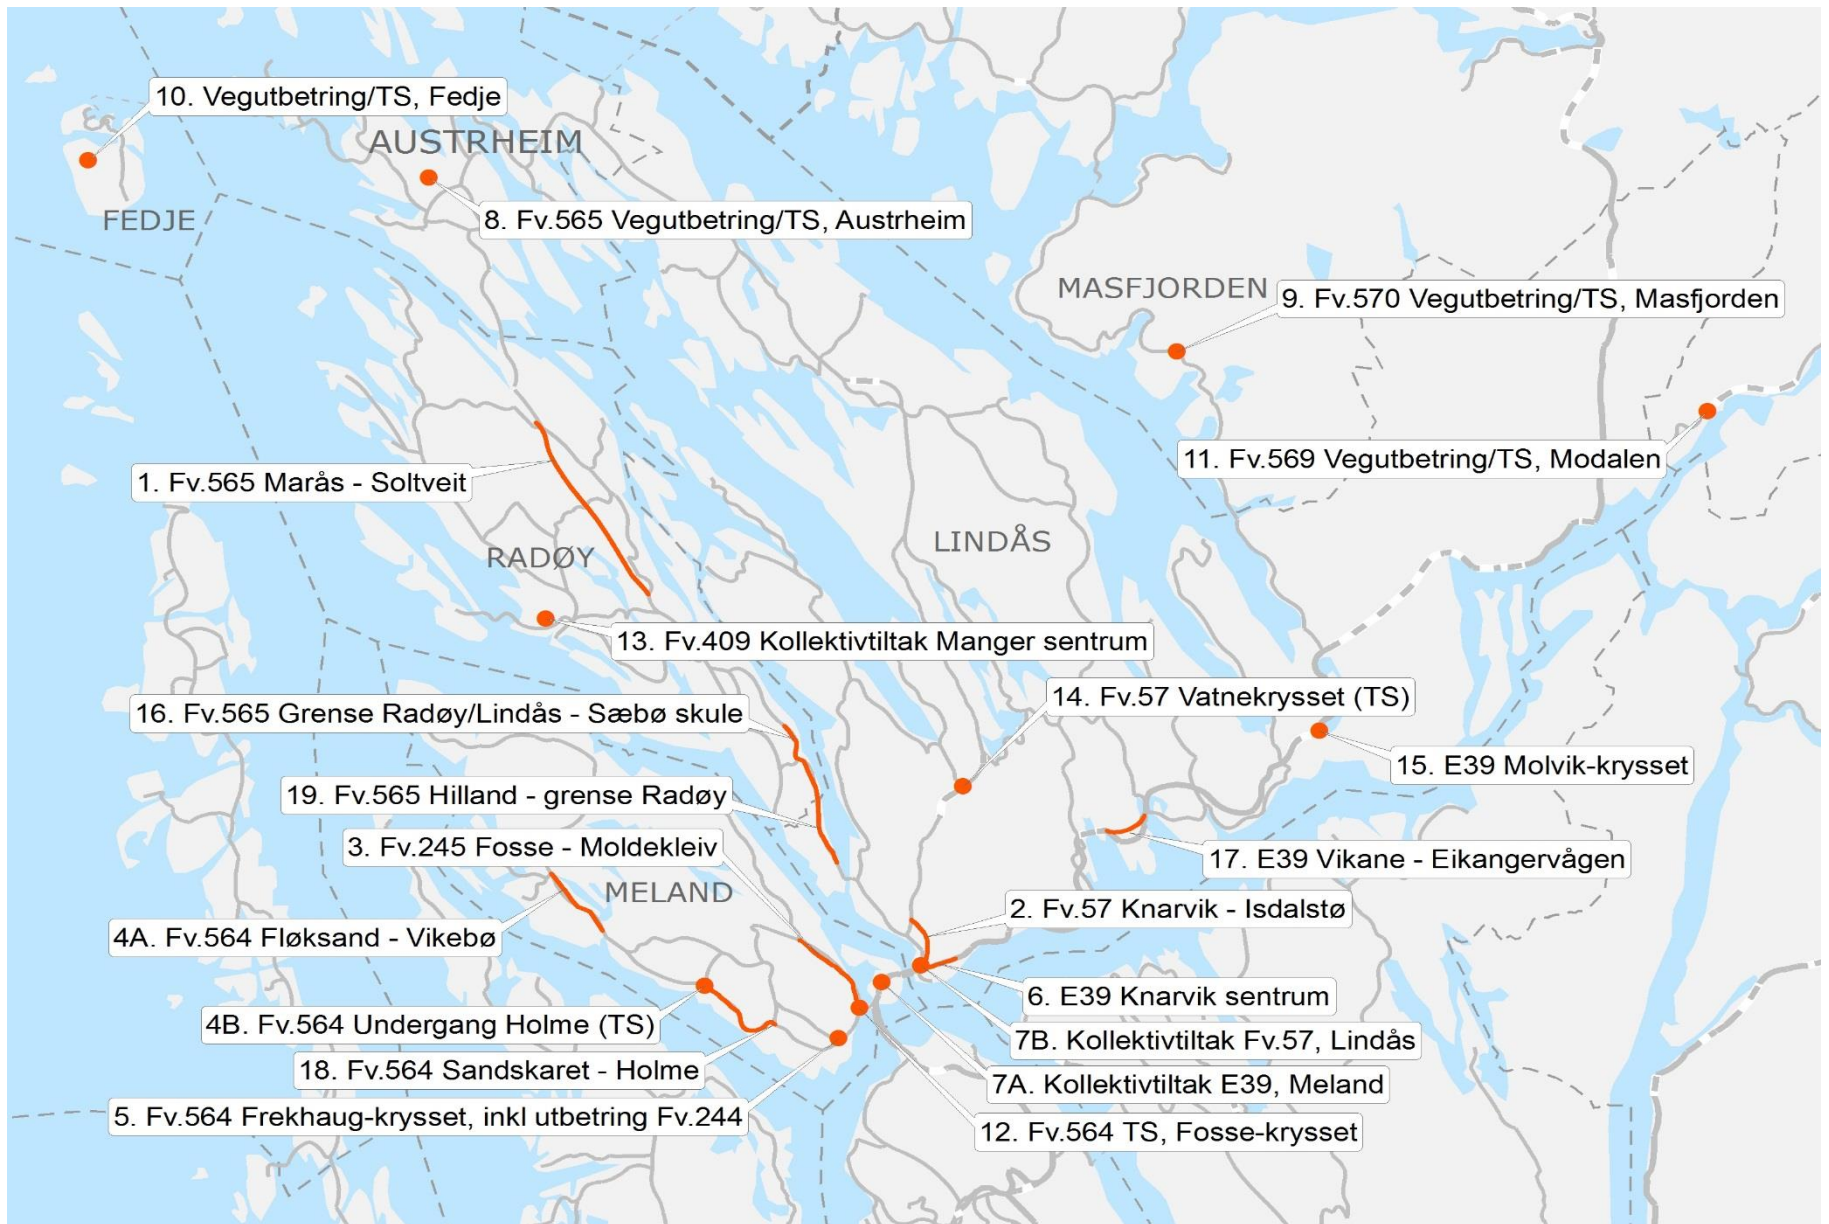 10. Vegutbetring/TS, Fedje
AUSTRHEIM
FEDJE
8. Fv.565 Vegutbetring/TS, Austrheim
MASFJORDEN
9. Fv.570 Vegutbetring/TS, Masfjorden
11. Fv.569 Vegutbetring/TS, Modalen
1. Fv.565 Marås - Soltveit
LINDÅS
RADØY
13. Fv.409 Kollektivtiltak Manger sentrum
14. Fv.57 Vatnekrysset (TS)
16. Fv.565 Grense Radøy/Lindås - Sæbø skule
15. E39 Molvik-krysset
19. Fv.565 Hilland - grense Radøy
3. Fv.245 Fosse - Moldekleiv
17. E39 Vikane - Eikangervågen
MELAND
2. Fv.57 Knarvik - Isdalstø
4A. Fv.564 Fløksand - Vikebø
6. E39 Knarvik sentrum
4B. Fv.564 Undergang Holme (TS)
7B. Kollektivtiltak Fv.57, Lindås
18. Fv.564 Sandskaret - Holme
7A. Kollektivtiltak E39, Meland
5. Fv.564 Frekhaug-krysset, inkl utbetring Fv.244
12. Fv.564 TS, Fosse-krysset